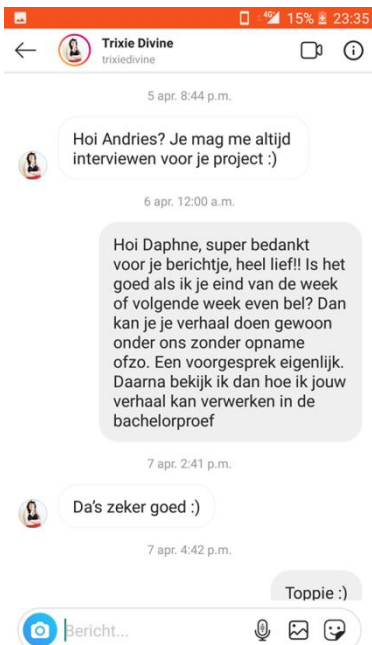 4G 15% 23:35
Trixie Divine
trixiedivine
5 apr. 8:44 p.m.
Hoi Andries? Je mag me altijd
interviewen voor je project :)
6 apr. 12:00 a.m.
Hoi Daphne, super bedankt
voor je berichtje, heel lief!! Is het
goed als ik je eind van de week
of volgende week even bel? Dan
kan je je verhaal doen gewoon
onder ons zonder opname
ofzo. Een voorgesprek eigenlijk.
Daarna bekijk ik dan hoe ik jouw
verhaal kan verwerken in de
bachelorproef
7 apr. 2:41 p.m.
Da's zeker goed :)
7 apr. 4:42 p.m.
Toppie :)
Bericht...